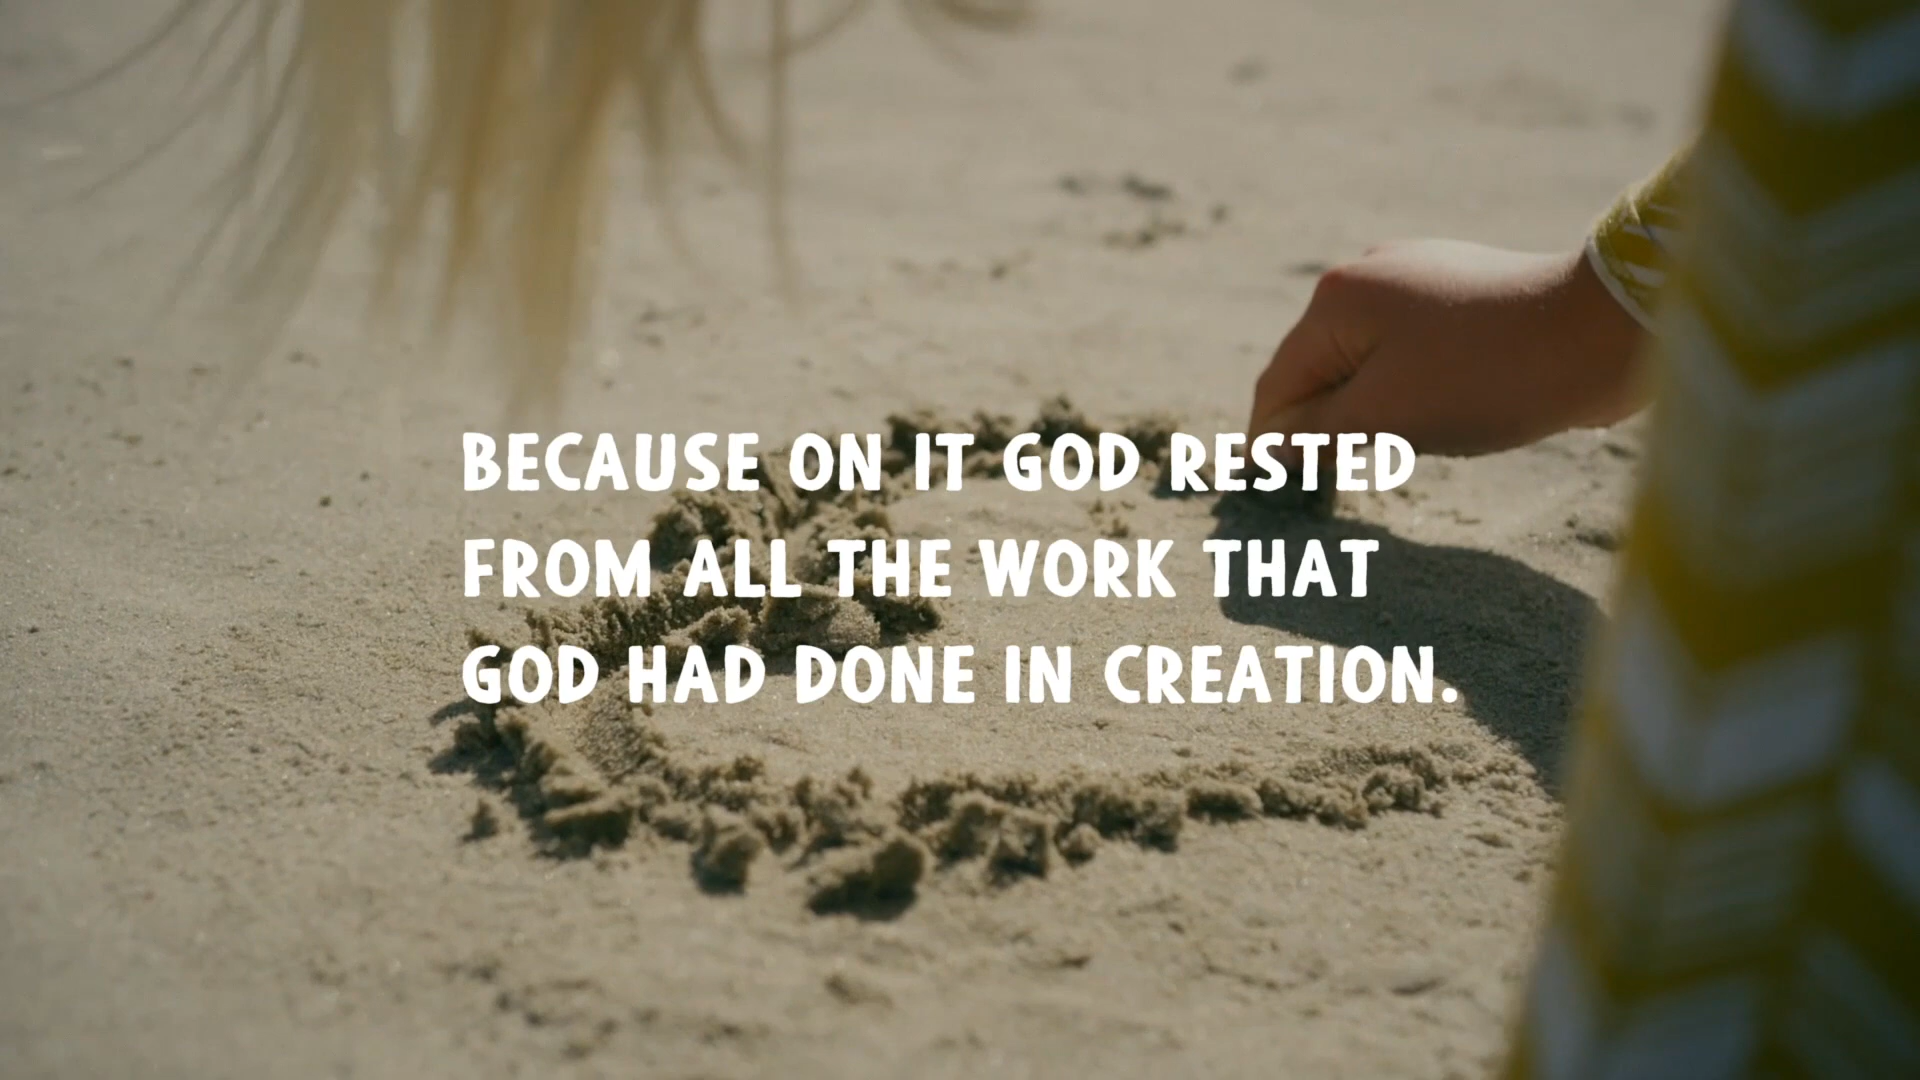 BECAUSE ON IT GOD RESTED
FROM ALL THE WORK THAT
GOD HAD DONE IN CREATION.